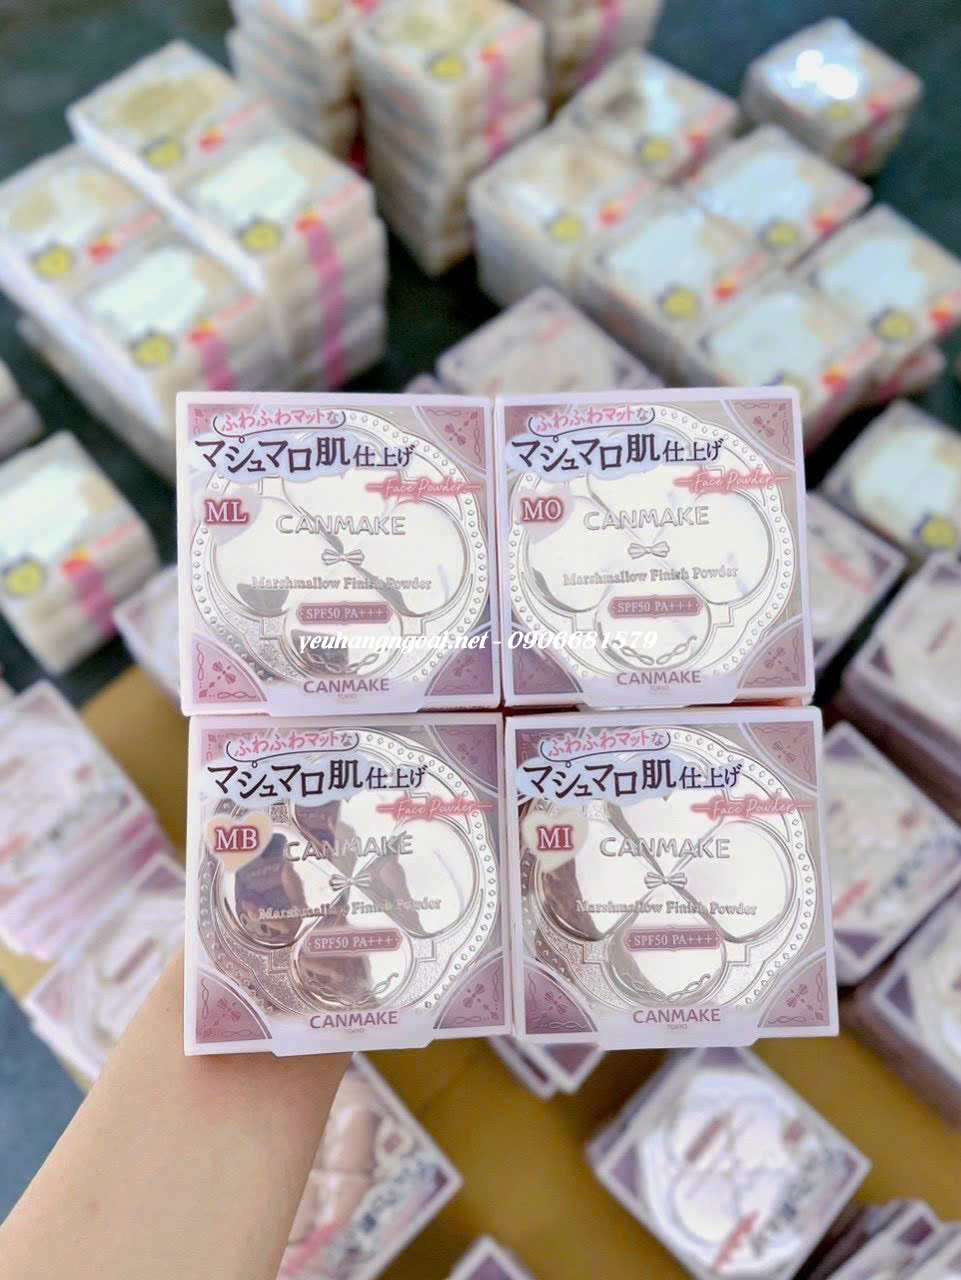 ふわふわマットな
マシュマロ肌仕上げ
Face Powder
ML
CANMAKE
Marshmallow Finish Powder
SPF50 PA+++
CANMAKE
TOKYO
ふわふわマットな
マシュマロ肌仕上げ
Face Powder
MO
CANMAKE
Marshmallow Finish Powder
SPF50 PA+++
CANMAKE
TOKYO
yeuhangngoai.net - 0906681579
ふわふわマットな
マシュマロ肌仕上げ
Face Powder
MB
CANMAKE
Marshmallow Finish Powder
SPF50 PA+++
CANMAKE
TOKYO
ふわふわマットな
マシュマロ肌仕上げ
Face Powder
MI
CANMAKE
Marshmallow Finish Powder
SPF50 PA+++
CANMAKE
TOKYO